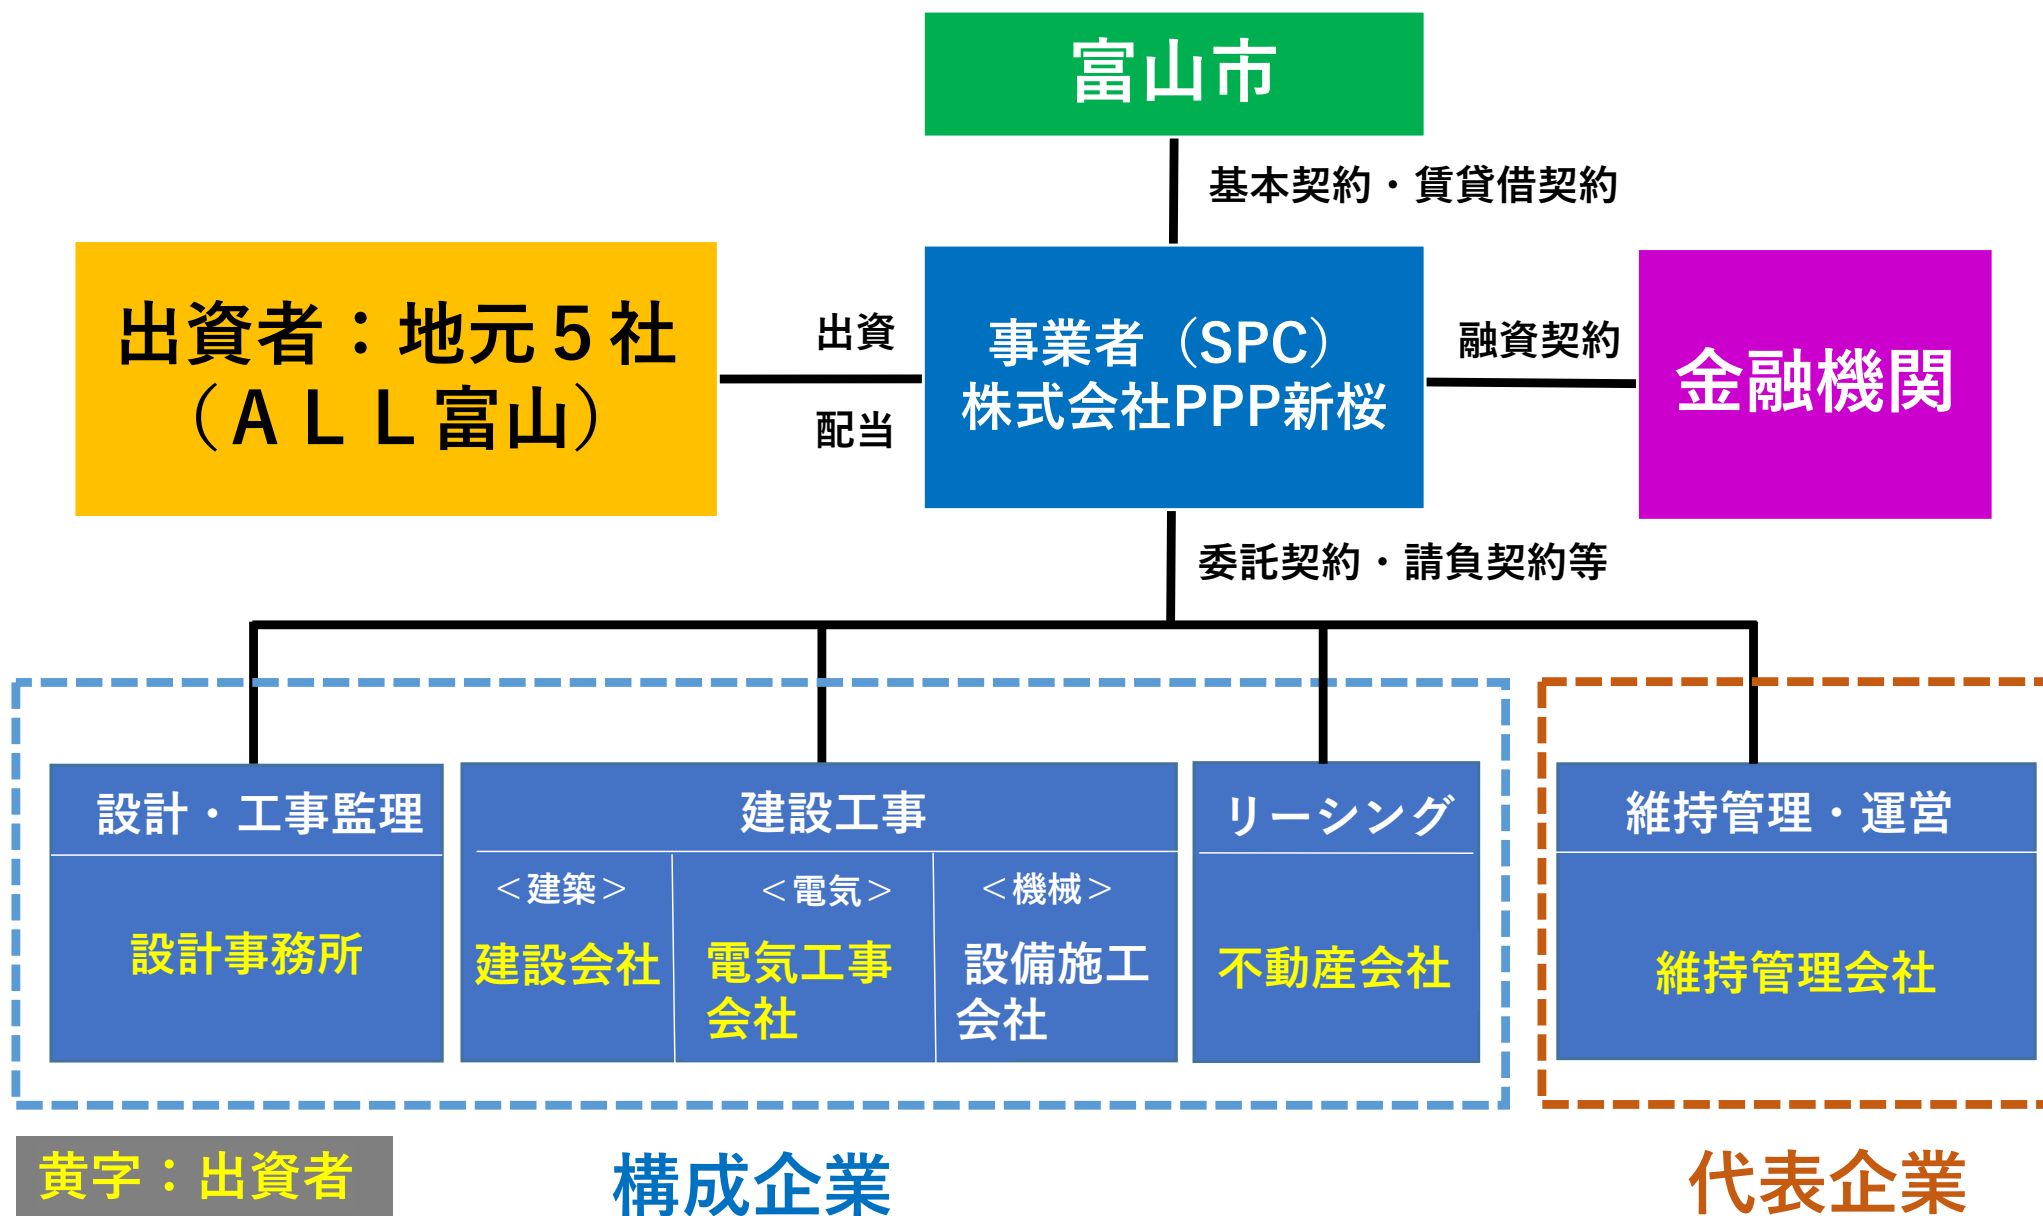 富山市
基本契約・賃貸借契約
出資者：地元５社
（ＡＬＬ富山）
出資
配当
事業者（SPC）
株式会社PPP新桜
融資契約
金融機関
委託契約・請負契約等
設計・工事監理
設計事務所
建設工事
＜建築＞
建設会社
＜電気＞
電気工事
会社
＜機械＞
設備施工
会社
リーシング
不動産会社
維持管理・運営
維持管理会社
黄字：出資者
構成企業
代表企業